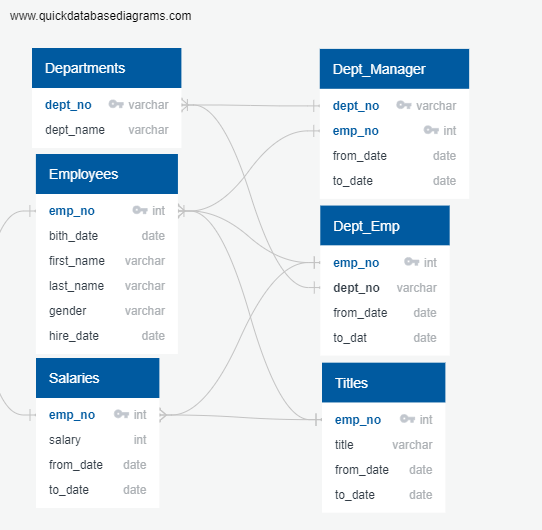 www.quickdatabasediagrams.com
Departments
dept_no varchar
dept_name varchar
Employees
emp_no int
bith_date date
first_name varchar
last_name varchar
gender varchar
hire_date date
Salaries
emp_no int
salary int
from_date date
to_date date
Dept_Manager
dept_no varchar
emp_no int
from_date date
to_date date
Dept_Emp
emp_no int
dept_no varchar
from_date date
to_dat date
Titles
emp_no int
title varchar
from_date date
to_date date